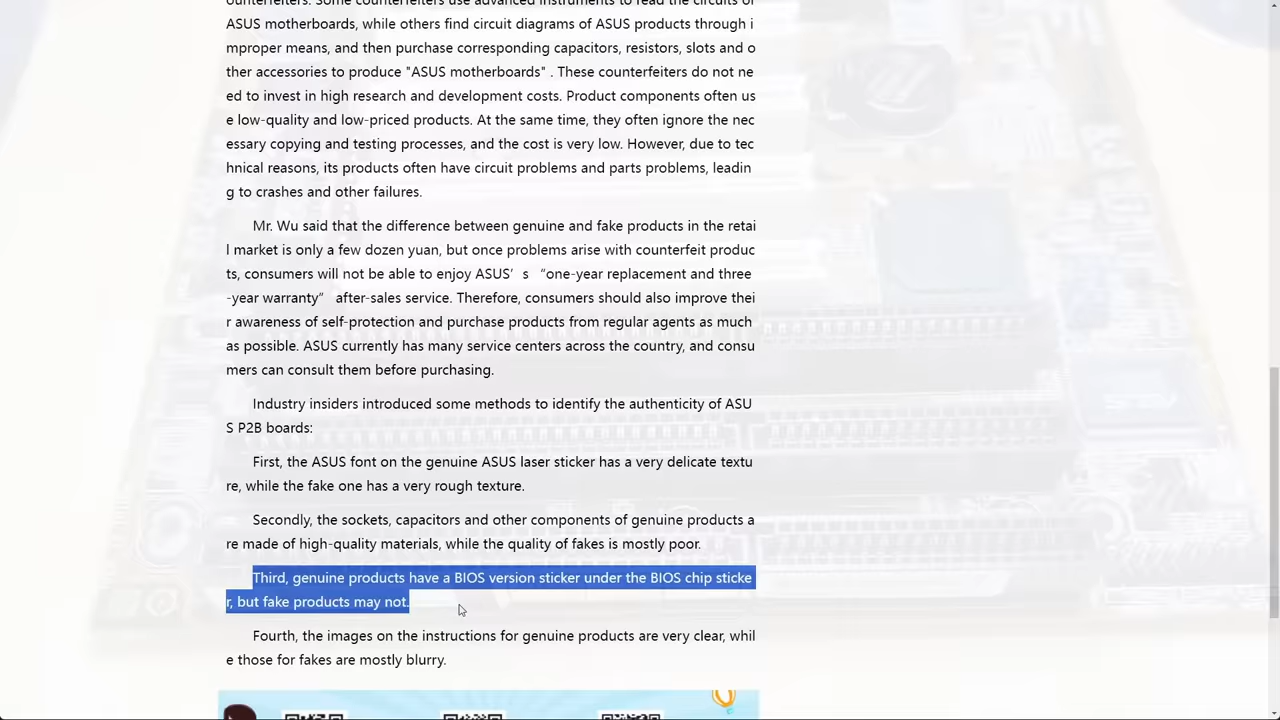 ounterfeiters. Some counterfeiters use advanced instruments to read the circuits of
ASUS motherboards, while others find circuit diagrams of ASUS products through i
mproper means, and then purchase corresponding capacitors, resistors, slots and o
ther accessories to produce "ASUS motherboards" . These counterfeiters do not ne
ed to invest in high research and development costs. Product components often us
e low-quality and low-priced products. At the same time, they often ignore the nec
essary copying and testing processes, and the cost is very low. However, due to tec
hnical reasons, its products often have circuit problems and parts problems, leadin
g to crashes and other failures.
Mr. Wu said that the difference between genuine and fake products in the retai
l market is only a few dozen yuan, but once problems arise with counterfeit produc
ts, consumers will not be able to enjoy ASUS’ s “one-year replacement and three
-year warranty” after-sales service. Therefore, consumers should also improve thei
r awareness of self-protection and purchase products from regular agents as much
as possible. ASUS currently has many service centers across the country, and consu
mers can consult them before purchasing.
Industry insiders introduced some methods to identify the authenticity of ASU
S P2B boards:
First, the ASUS font on the genuine ASUS laser sticker has a very delicate textu
re, while the fake one has a very rough texture.
Secondly, the sockets, capacitors and other components of genuine products a
re made of high-quality materials, while the quality of fakes is mostly poor.
Third, genuine products have a BIOS version sticker under the BIOS chip sticke
r, but fake products may not.
Fourth, the images on the instructions for genuine products are very clear, whil
e those for fakes are mostly blurry.